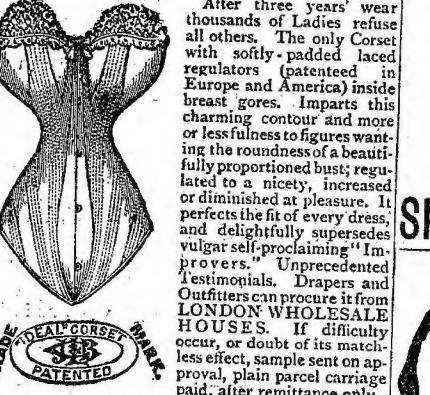 After three years' wear
thousands of Ladies refuse
all others. The only Corset
with softly-padded laced
regulators (patenteed in
Europe and America) inside
breast gores. Imparts this
charming contour and more
or less fulness to figures want-
ing the roundness of a beauti-
fully proportioned bust; regu-
lated to a nicety, increased
or diminished at pleasure. It
perfects the fit of every dress,
and delightfully supersedes
vulgar self-proclaiming "Im-
provers." Unprecedented
Testimonials. Drapers and
Outfitters can procure it from
LONDON WHOLESALE
HOUSES. If difficulty
occur, or doubt of its match-
less effect, sample sent on ap-
proval, plain parcel carriage
paid, after remittance only.
TRADE MARK.
"IDEAL" CORSET
PATENTED